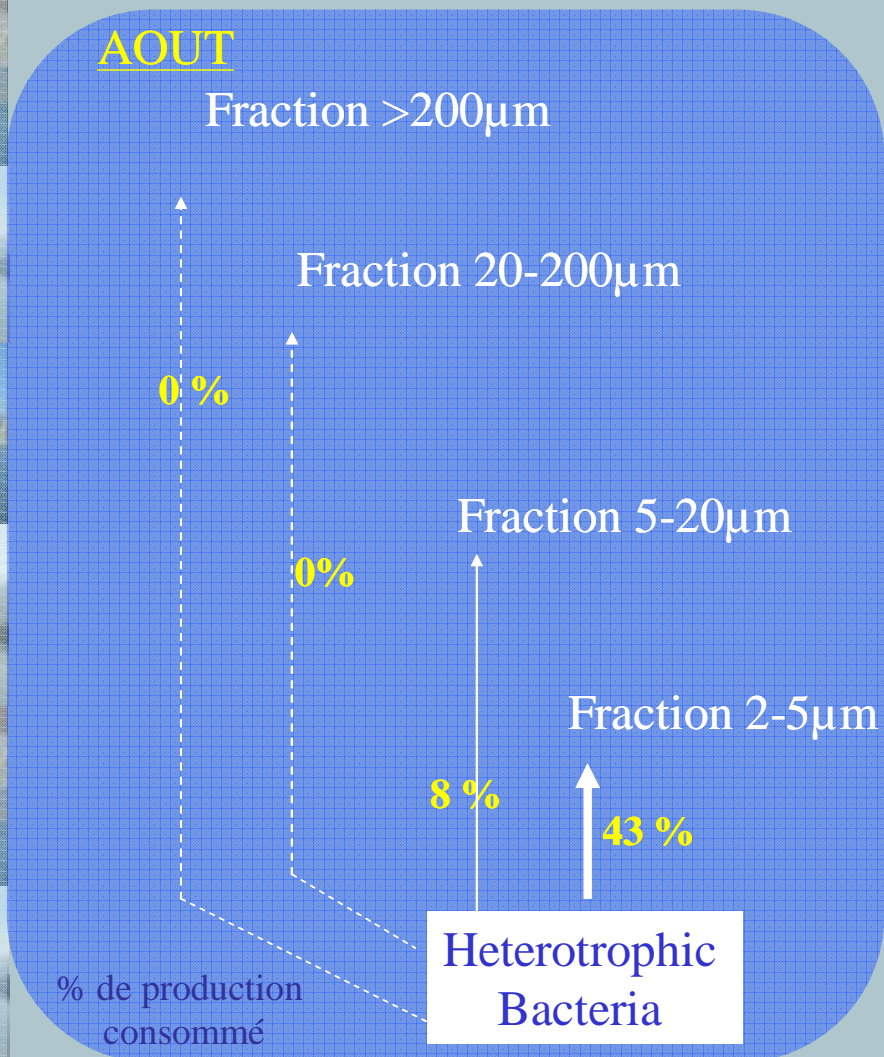 AOUT
Fraction >200µm
Fraction 20-200µm
0 %
Fraction 5-20µm
0%
Fraction 2-5µm
8 %
43 %
Heterotrophic
Bacteria
% de production
consommé